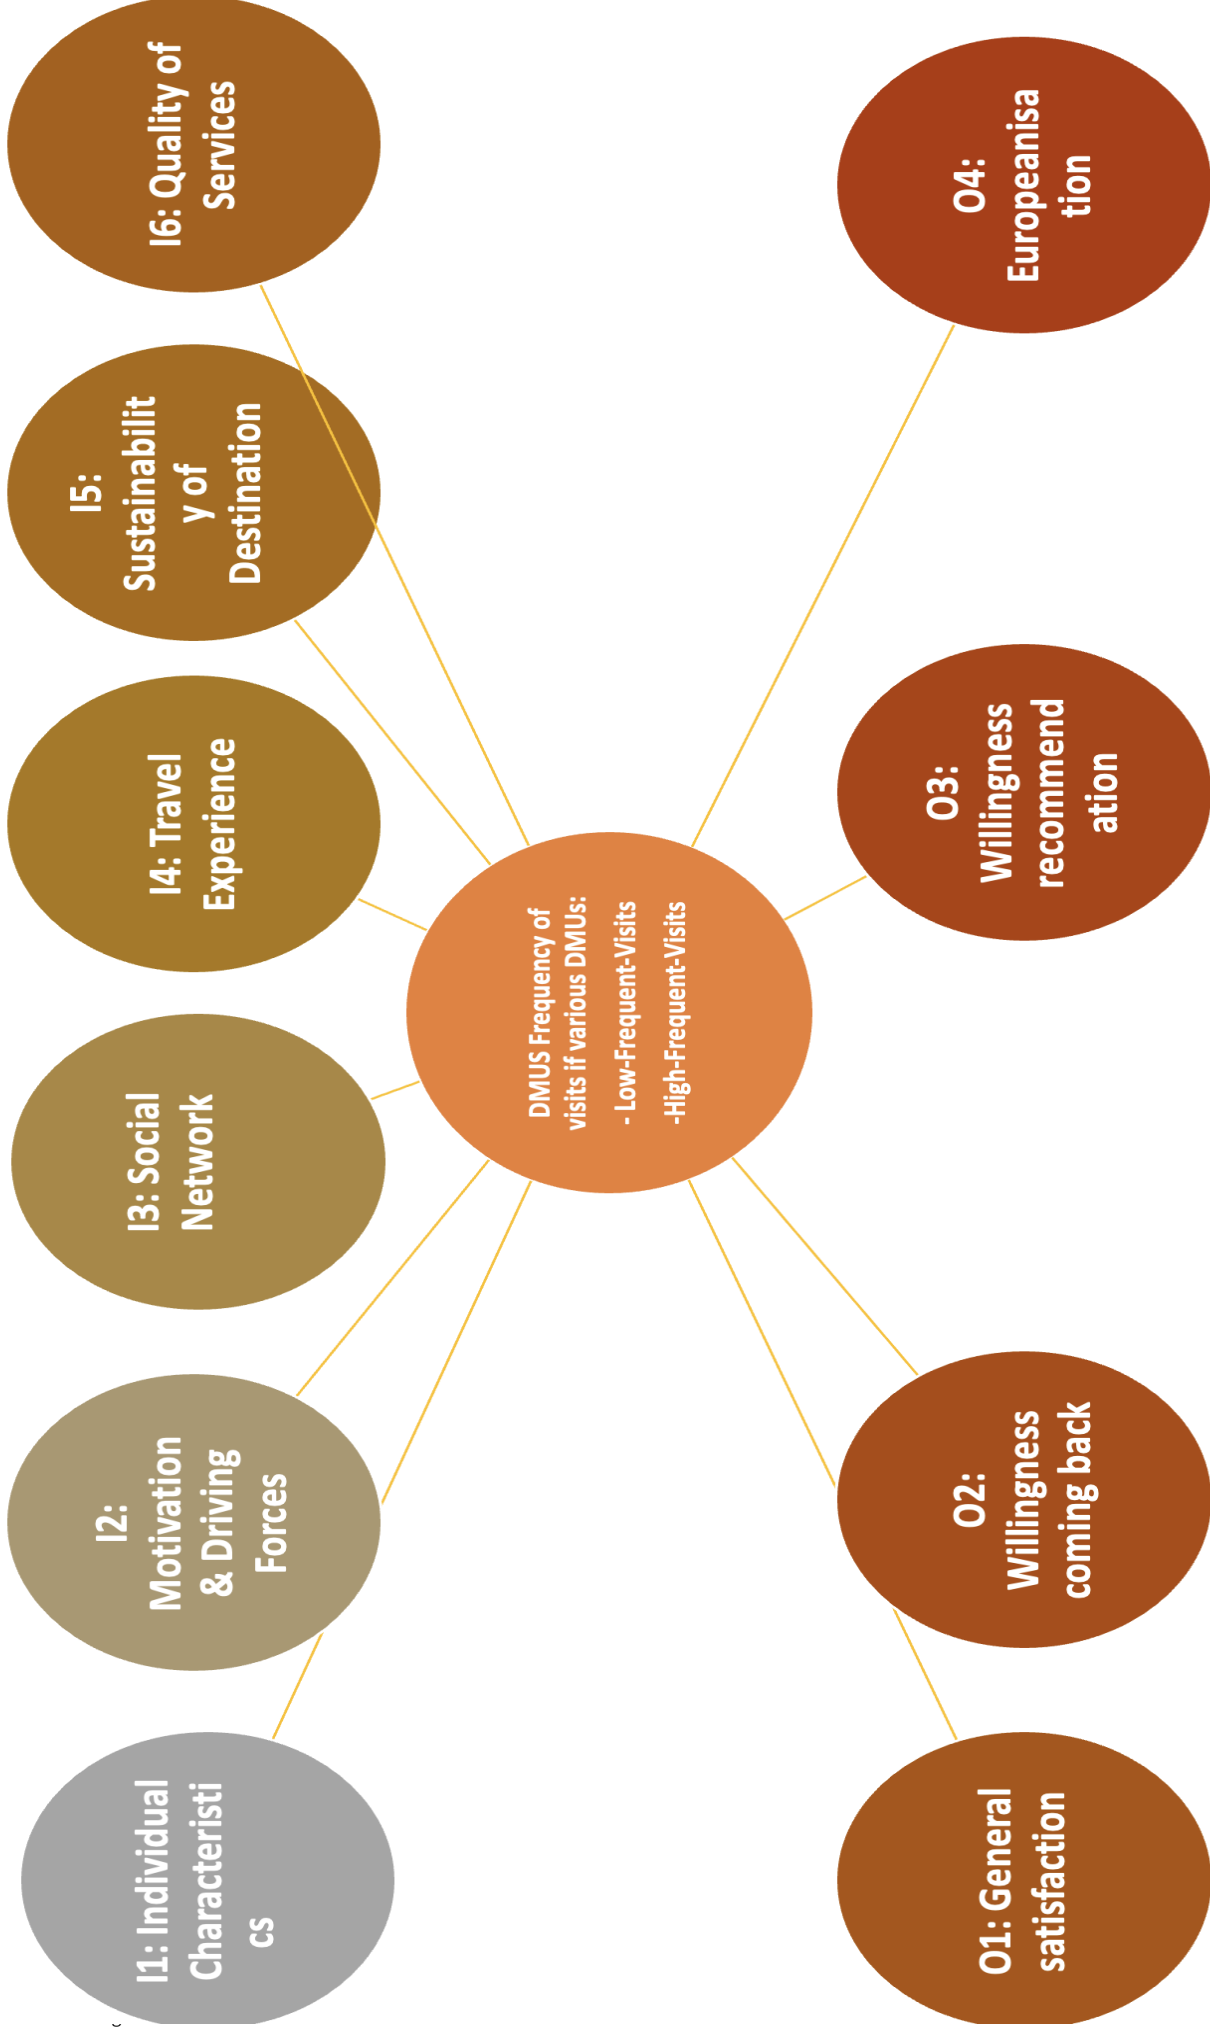 I1: Individual
Characteristi
cs
I2:
Motivation
& Driving
Forces
I3: Social
Network
I4: Travel
Experience
I5:
Sustainabilit
y of
Destination
I6: Quality of
Services
DMUS Frequency of
visits if various DMUs:
- Low-Frequent-Visits
-High-Frequent-Visits
O1: General
satisfaction
O2:
Willingness
coming back
O3:
Willingness
recommend
ation
O4:
Europeanisa
tion